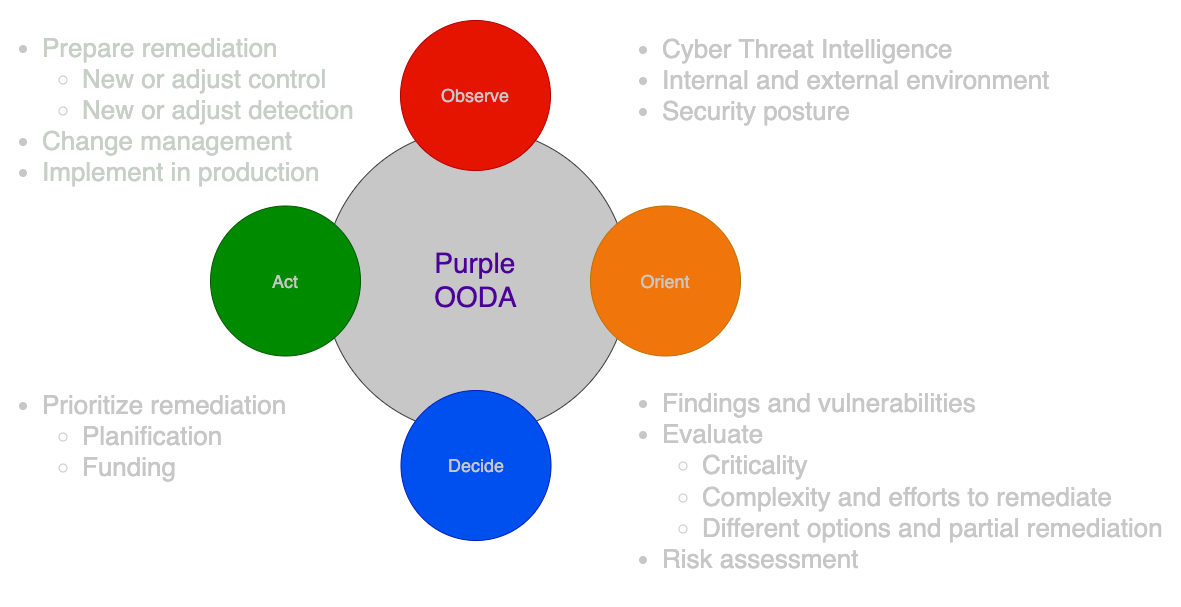 Observe
• Cyber Threat Intelligence
• Internal and external environment
• Security posture
Orient
• Findings and vulnerabilities
• Evaluate
○ Criticality
○ Complexity and efforts to remediate
○ Different options and partial remediation
• Risk assessment
Decide
• Prioritize remediation
○ Planification
○ Funding
Act
• Prepare remediation
○ New or adjust control
○ New or adjust detection
• Change management
• Implement in production
Purple
OODA